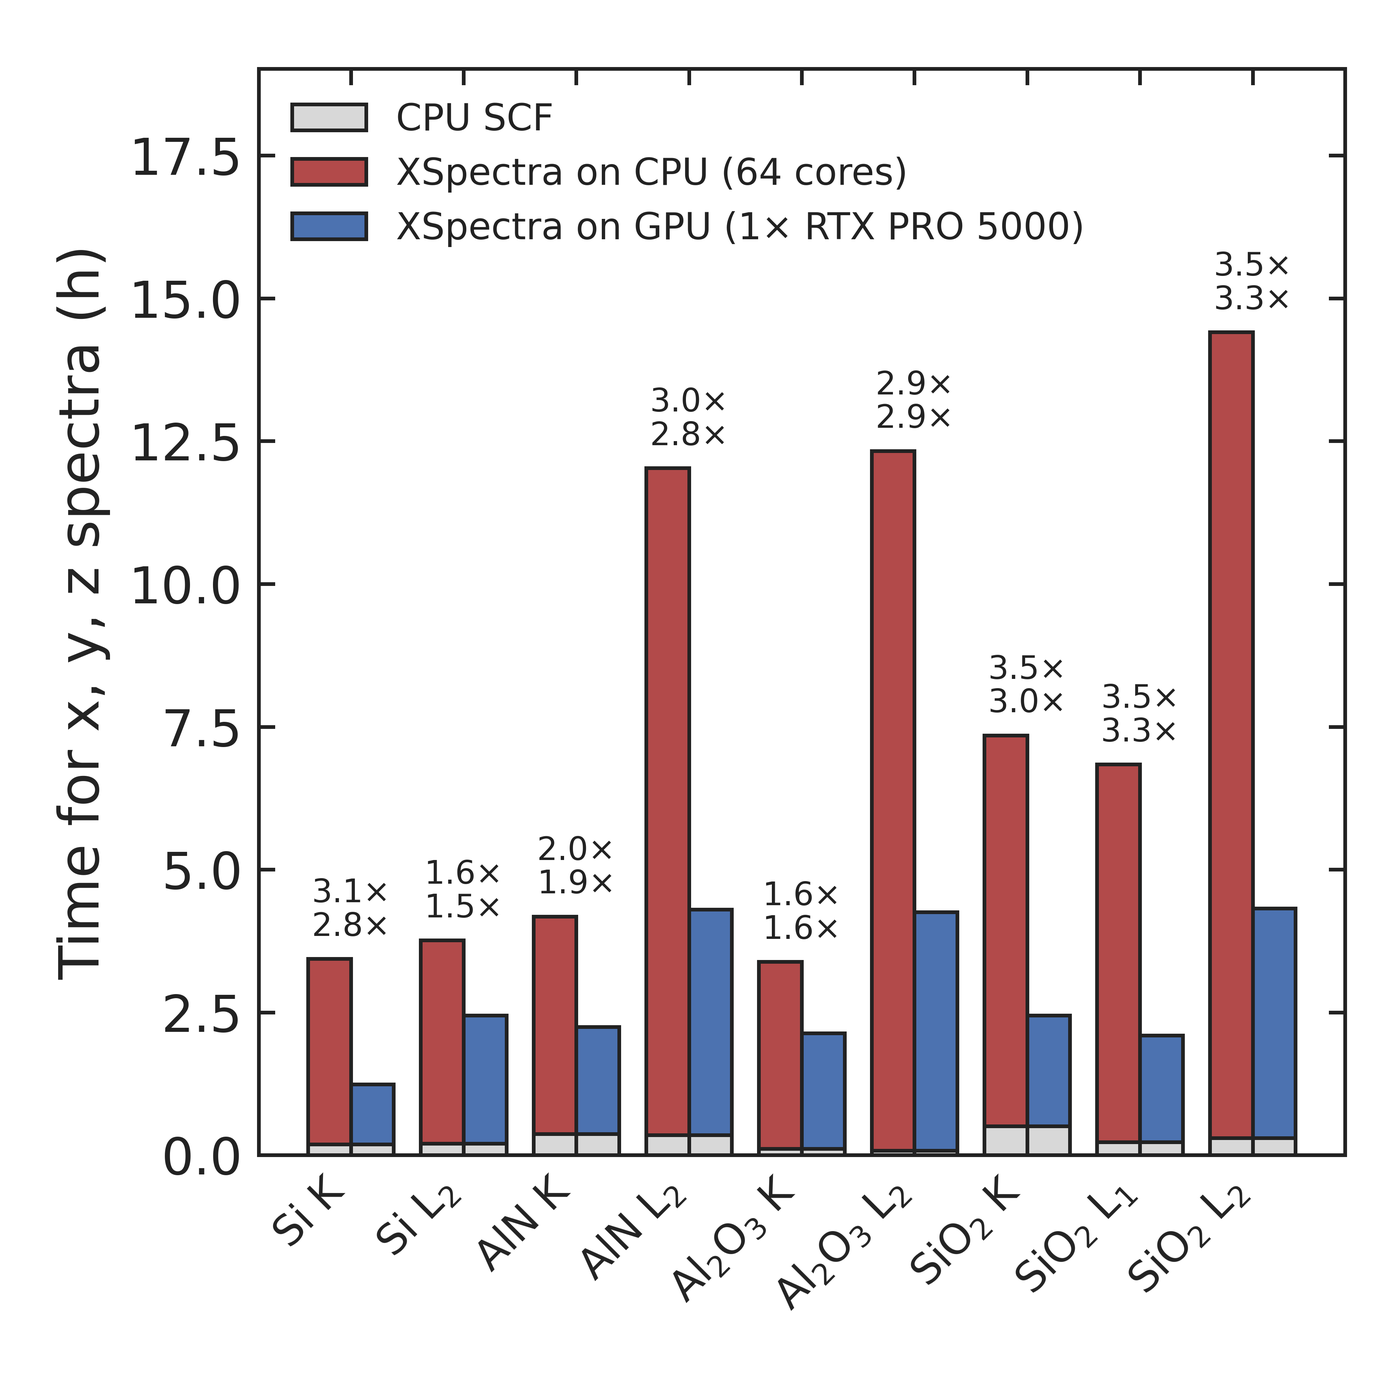 CPU SCF
XSpectra on CPU (64 cores)
XSpectra on GPU (1× RTX PRO 5000)
Time for x, y, z spectra (h)
17.5
15.0
12.5
10.0
7.5
5.0
2.5
0.0
3.1×
2.8×
1.6×
1.5×
2.0×
1.9×
3.0×
2.8×
1.6×
1.6×
2.9×
2.9×
3.5×
3.0×
3.5×
3.3×
3.5×
3.3×
Si K
Si L₂
AlN K
AlN L₂
Al₂O₃ K
Al₂O₃ L₂
SiO₂ K
SiO₂ L₁
SiO₂ L₂